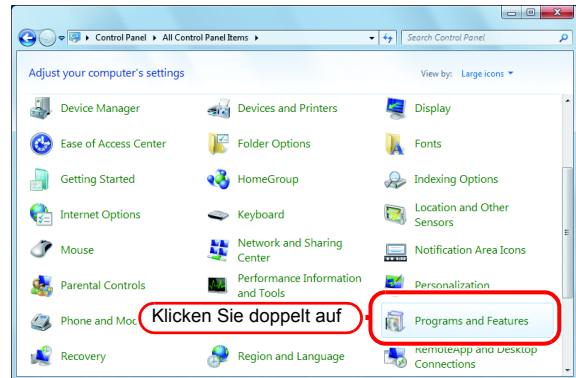 Control Panel ▸ All Control Panel Items ▸
Search Control Panel
Adjust your computer's settings
View by: Large icons
Device Manager
Devices and Printers
Display
Ease of Access Center
Folder Options
Fonts
Getting Started
HomeGroup
Indexing Options
Internet Options
Keyboard
Location and Other
Sensors
Mouse
Network and Sharing
Center
Notification Area Icons
Parental Controls
Performance Information
and Tools
Personalization
Phone and Mo
Klicken Sie doppelt auf
Programs and Features
Recovery
Region and Language
RemoteApp and Desktop
Connections